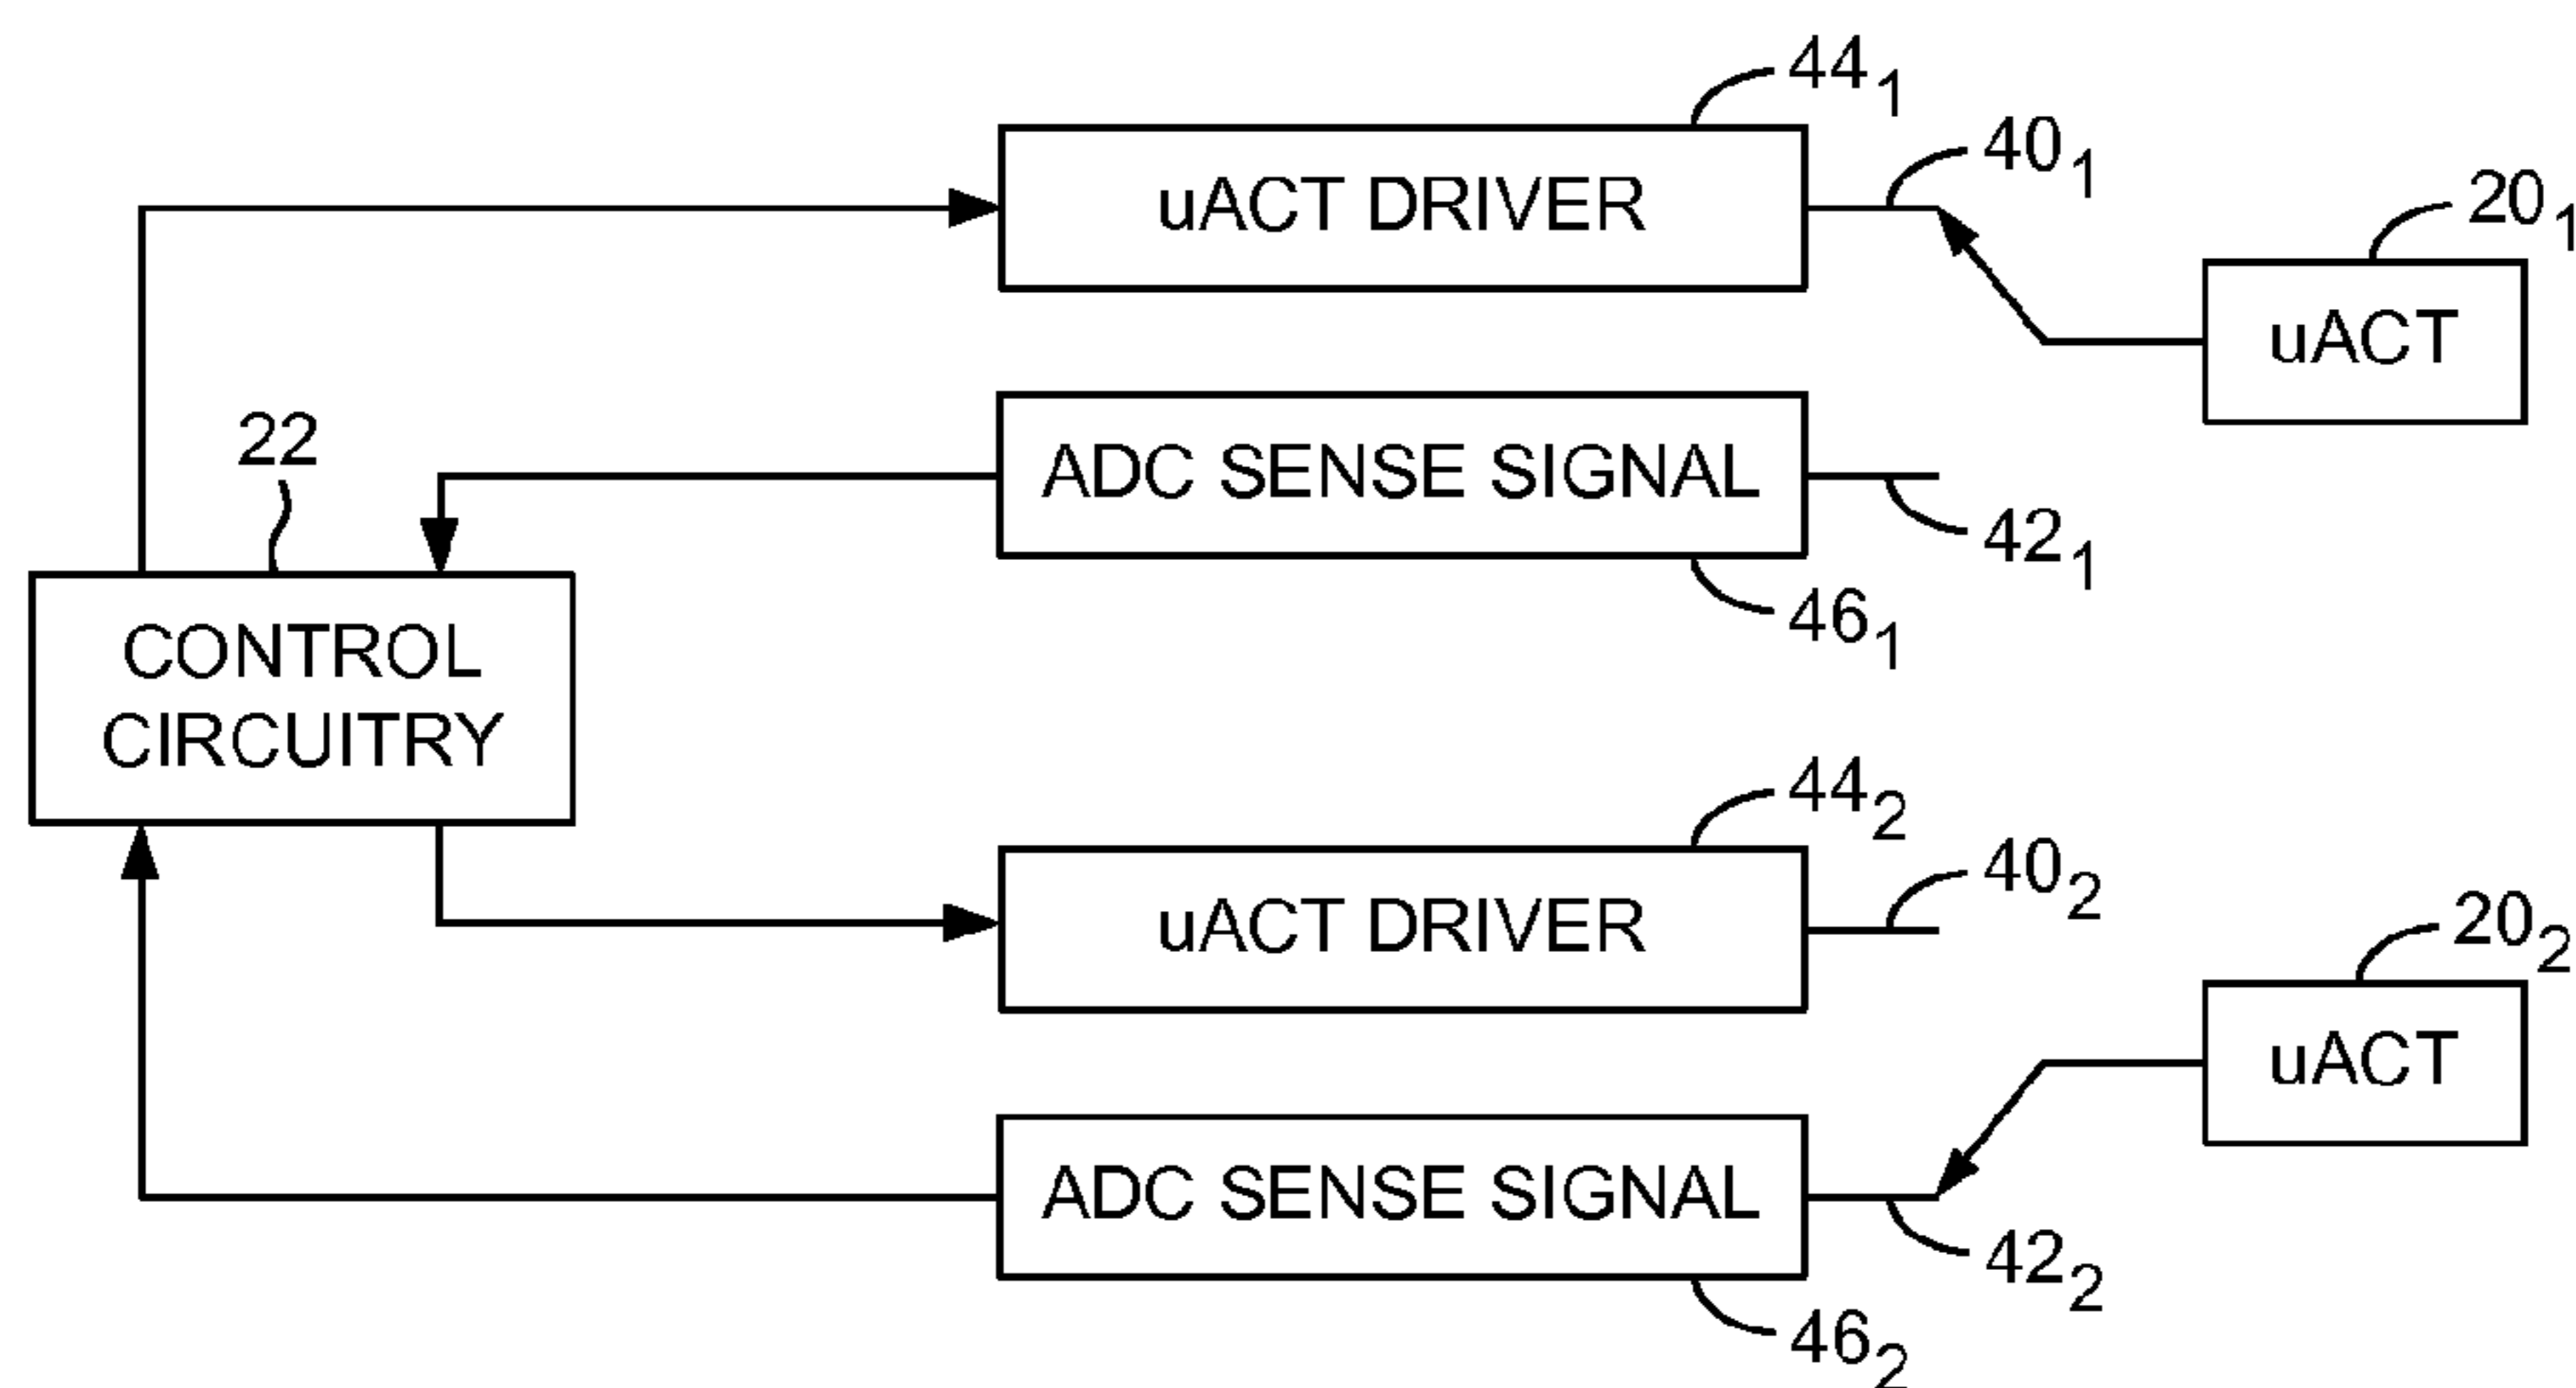 44₁
uACT DRIVER
40₁
20₁
uACT
ADC SENSE SIGNAL
42₁
46₁
22
CONTROL
CIRCUITRY
44₂
uACT DRIVER
40₂
20₂
uACT
ADC SENSE SIGNAL
42₂
46₂